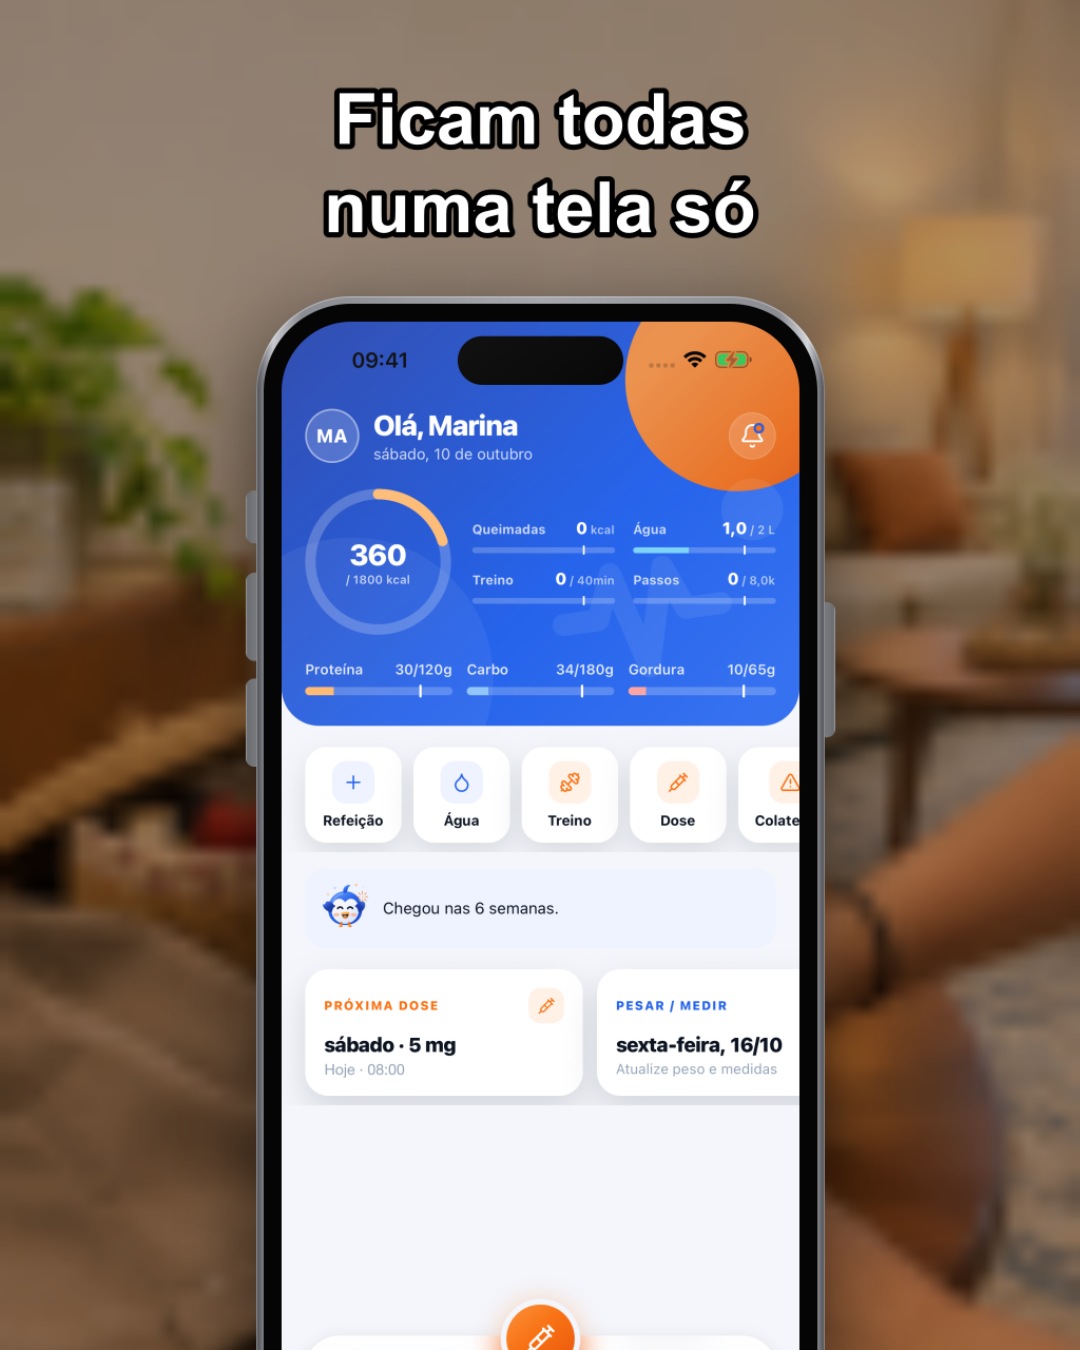 Ficam todas
numa tela só
09:41
MA
Olá, Marina
sábado, 10 de outubro
360
/ 1800 kcal
Queimadas 0 kcal
Água 1,0 / 2 L
Treino 0 / 40min
Passos 0 / 8,0k
Proteína 30/120g
Carbo 34/180g
Gordura 10/65g
Refeição
Água
Treino
Dose
Colate
Chegou nas 6 semanas.
PRÓXIMA DOSE
sábado · 5 mg
Hoje · 08:00
PESAR / MEDIR
sexta-feira, 16/10
Atualize peso e medidas